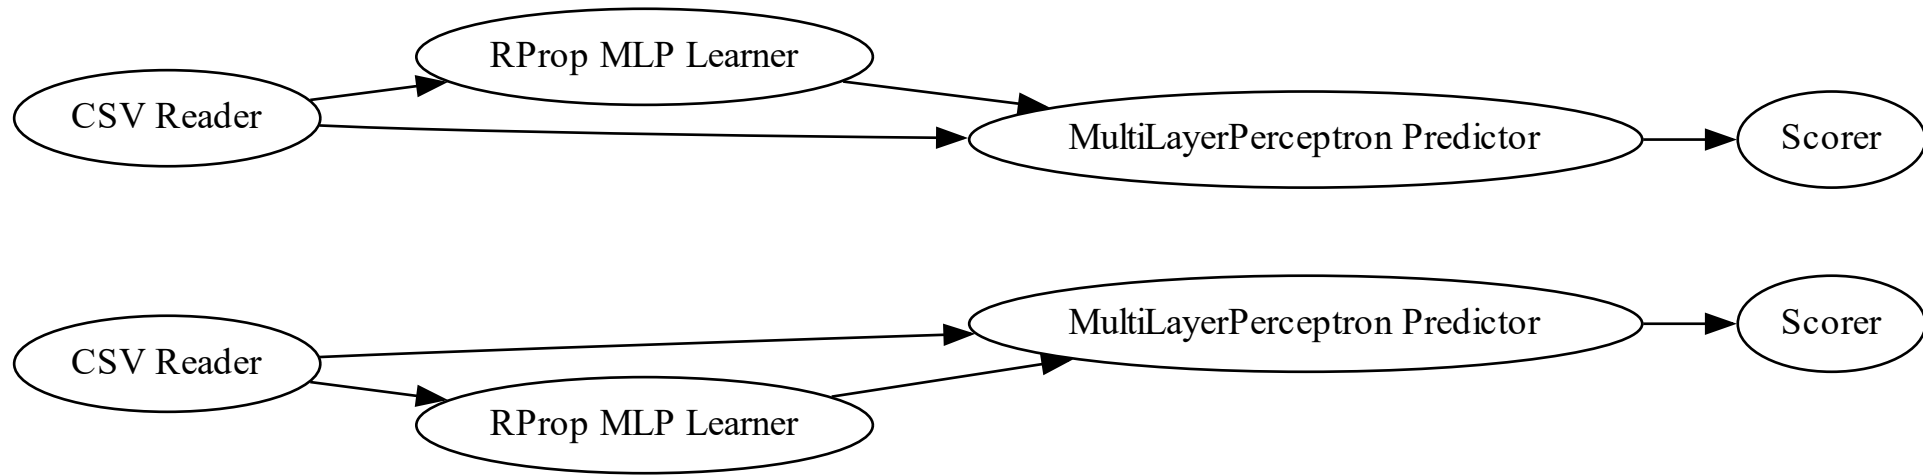 RProp MLP Learner
CSV Reader
MultiLayerPerceptron Predictor
Scorer
MultiLayerPerceptron Predictor
Scorer
CSV Reader
RProp MLP Learner